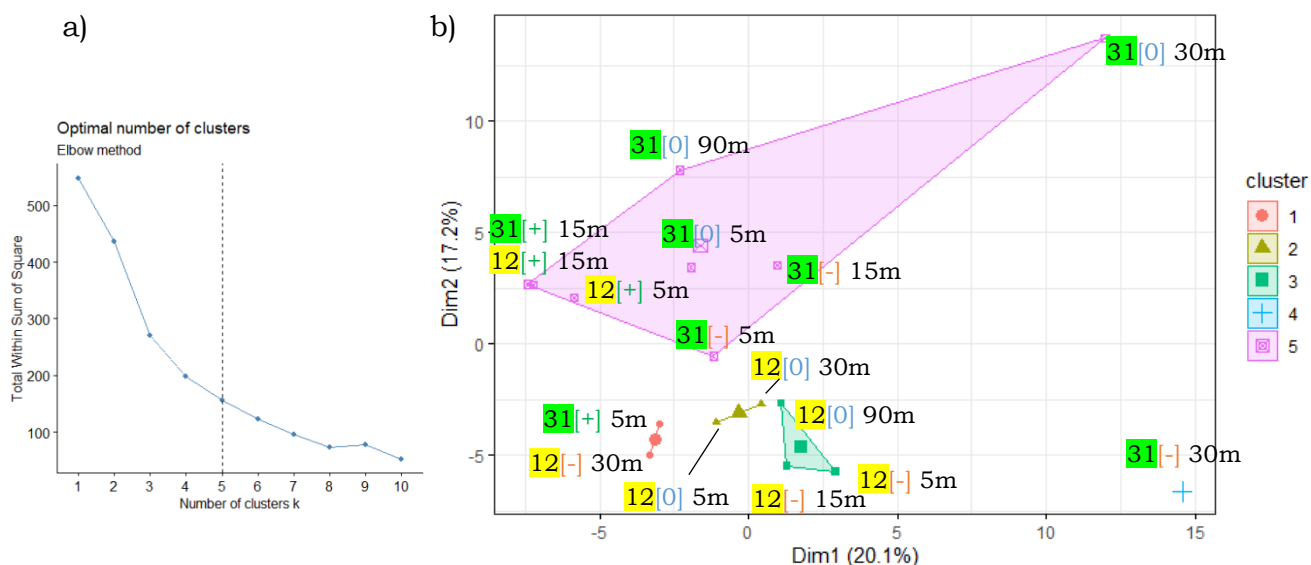 a)
Optimal number of clusters
Elbow method
Total Within Sum of Square
500
400
300
200
100
1 2 3 4 5 6 7 8 9 10
Number of clusters k
b)
Dim2 (17.2%)
10
5
0
-5
-5 0 5 10 15
Dim1 (20.1%)
31[0] 30m
31[0] 90m
31[+] 15m
31[0] 5m
12[+] 15m
31[-] 15m
12[+] 5m
31[-] 5m
12[0] 30m
31[+] 5m
12[0] 90m
12[-] 30m
31[-] 30m
12[0] 5m
12[-] 15m
12[-] 5m
cluster
1
2
3
4
5